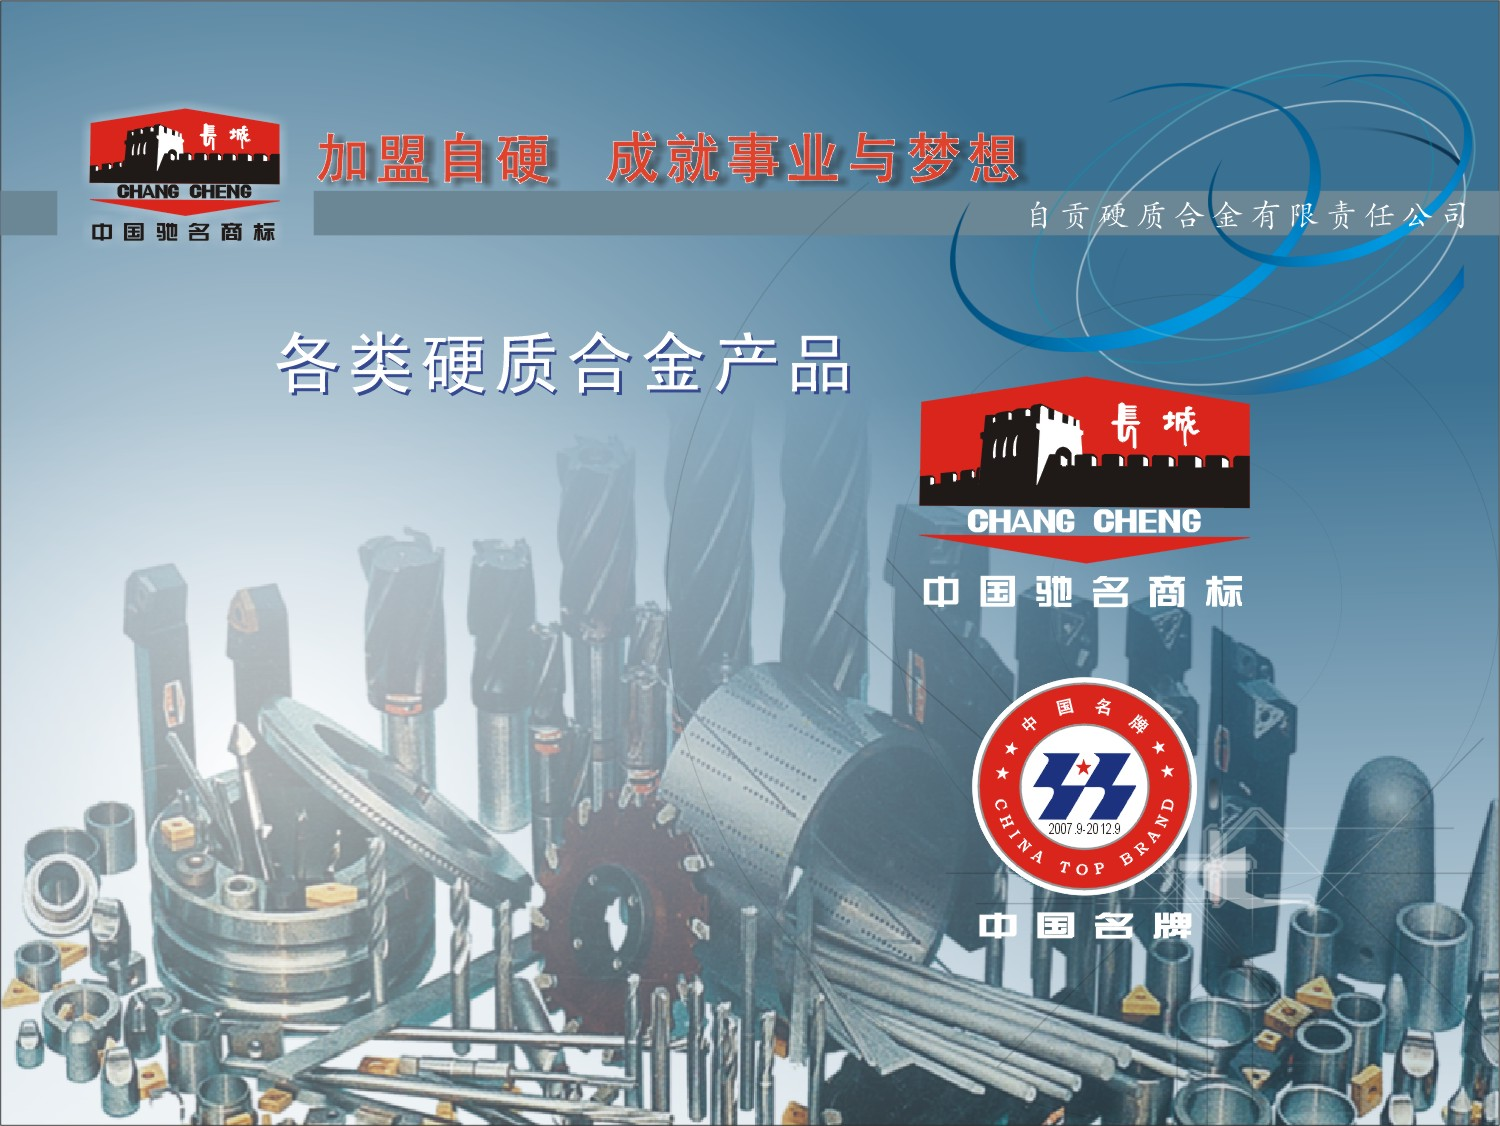 長城
CHANG CHENG
中国驰名商标
加盟自硬 成就事业与梦想
自贡硬质合金有限责任公司
各类硬质合金产品
長城
CHANG CHENG
中国驰名商标
中国名牌
2007.9-2012.9
CHINA TOP BRAND
中国名牌